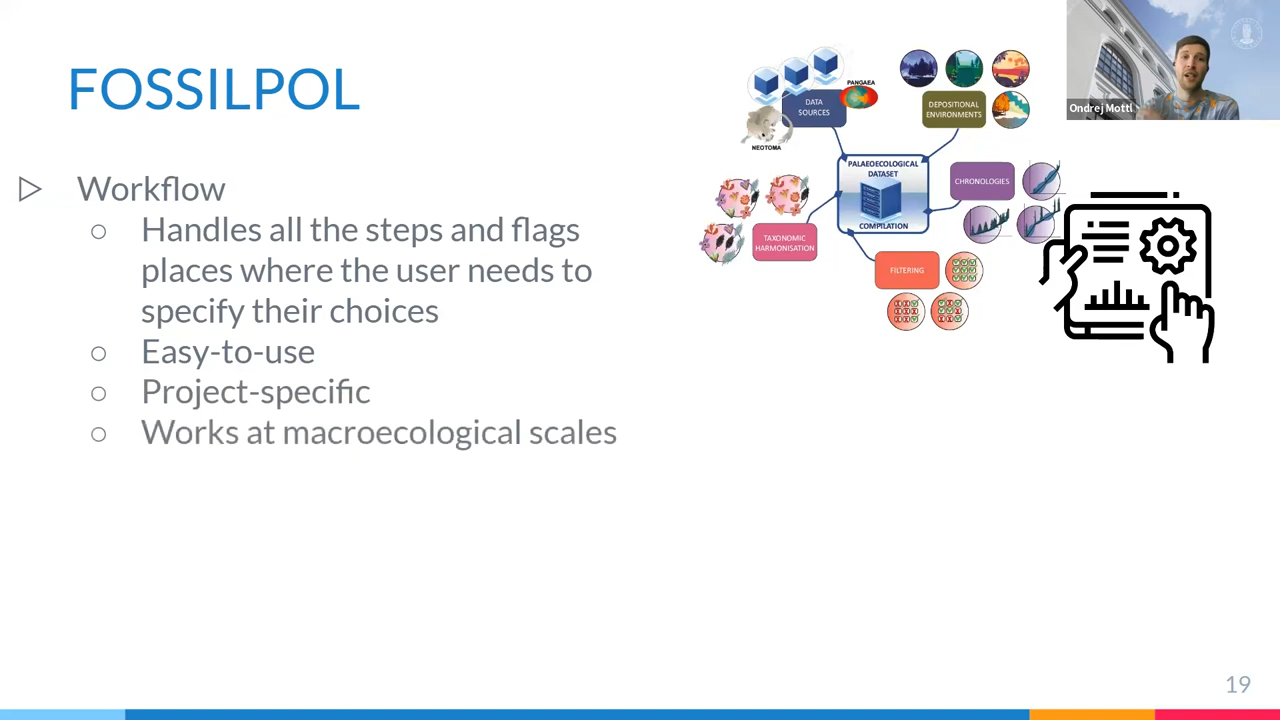 FOSSILPOL
Workflow
Handles all the steps and flags
places where the user needs to
specify their choices
Easy-to-use
Project-specific
Works at macroecological scales
DATA
SOURCES
PANGAEA
NEOTOMA
DEPOSITIONAL
ENVIRONMENTS
PALAEOECOLOGICAL
DATASET
COMPILATION
CHRONOLOGIES
TAXONOMIC
HARMONISATION
FILTERING
Ondrej Mottl
19